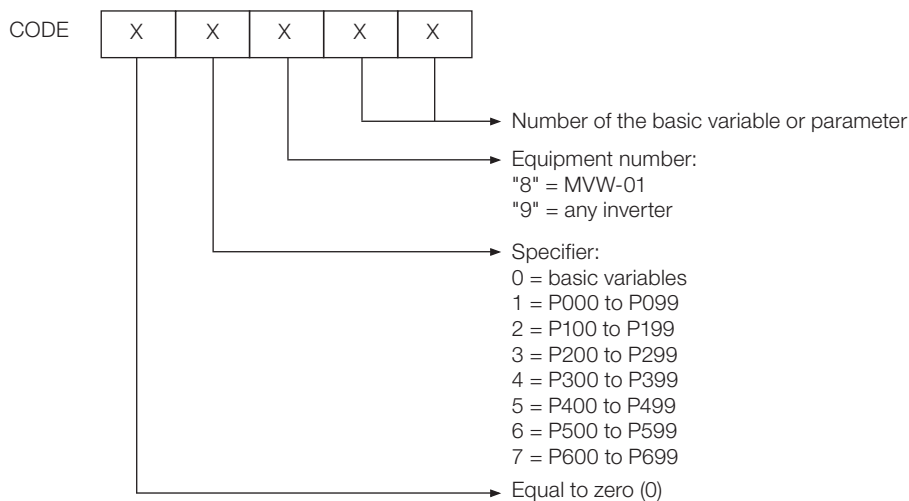 CODE X X X X X
Number of the basic variable or parameter
Equipment number:
"8" = MVW-01
"9" = any inverter
Specifier:
0 = basic variables
1 = P000 to P099
2 = P100 to P199
3 = P200 to P299
4 = P300 to P399
5 = P400 to P499
6 = P500 to P599
7 = P600 to P699
Equal to zero (0)